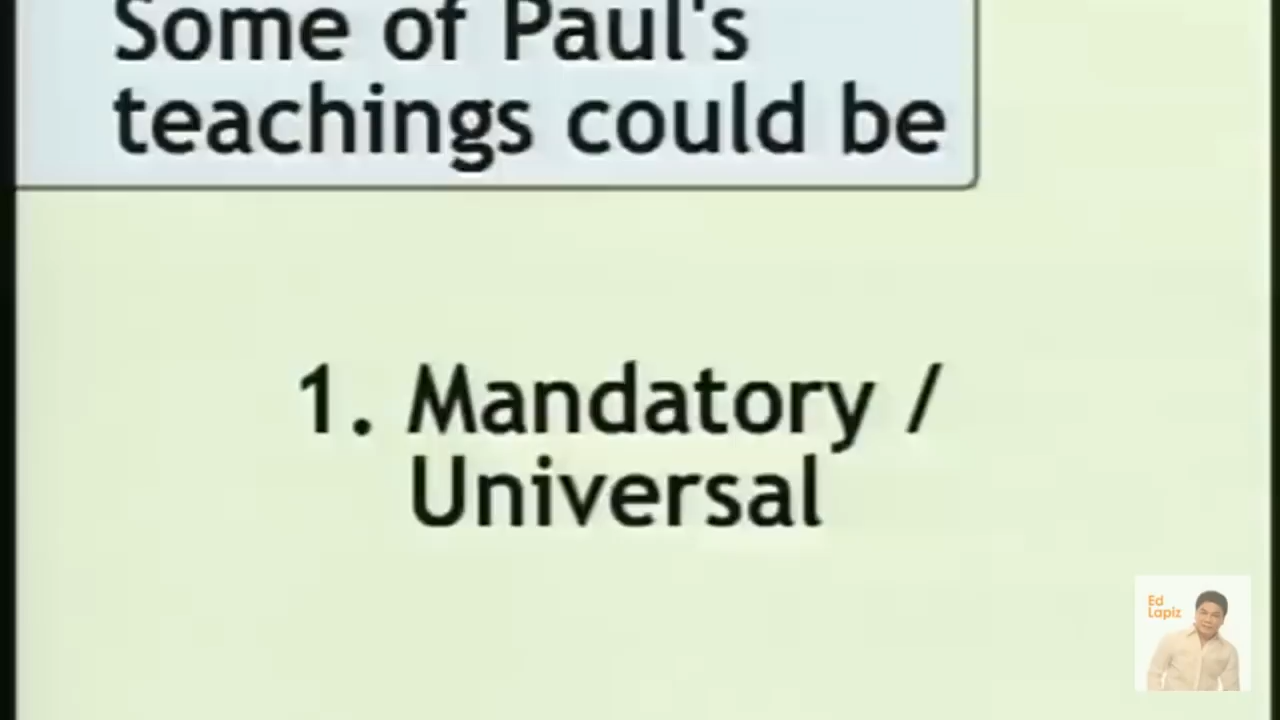 Some of Paul's
teachings could be
1. Mandatory /
Universal
Ed
Lapiz